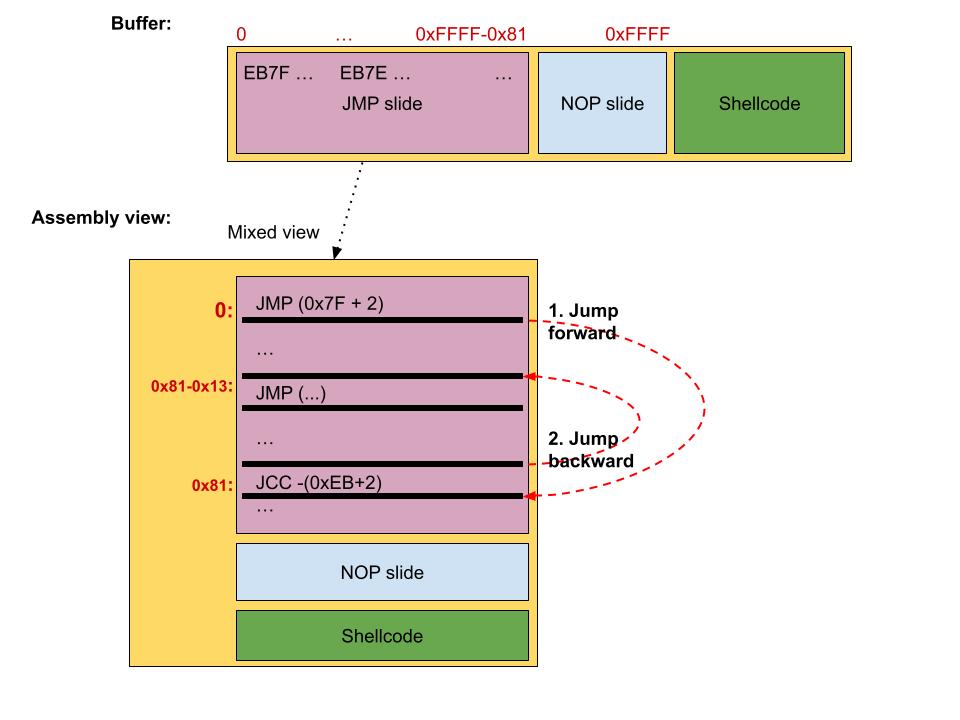 Buffer:
0 … 0xFFFF-0x81 0xFFFF
EB7F … EB7E … …
JMP slide
NOP slide
Shellcode
Assembly view:
Mixed view
0:
JMP (0x7F + 2)
1. Jump
forward
…
0x81-0x13:
JMP (...)
…
2. Jump
backward
0x81:
JCC -(0xEB+2)
…
NOP slide
Shellcode